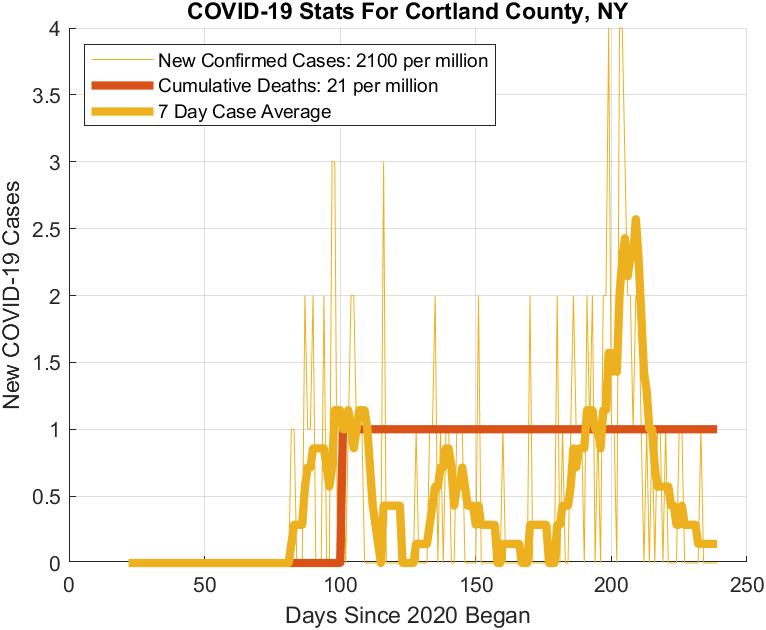 COVID-19 Stats For Cortland County, NY
New Confirmed Cases: 2100 per million
Cumulative Deaths: 21 per million
7 Day Case Average
New COVID-19 Cases
4
3.5
3
2.5
2
1.5
1
0.5
0
0 50 100 150 200 250
Days Since 2020 Began